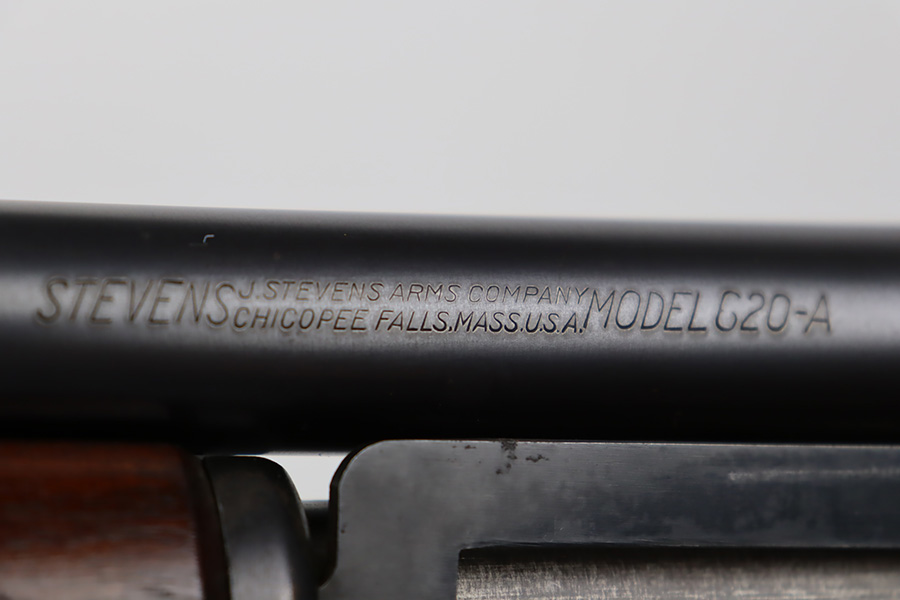 STEVENS
J. STEVENS ARMS COMPANY
CHICOPEE FALLS, MASS. U.S.A.
MODEL 620-A